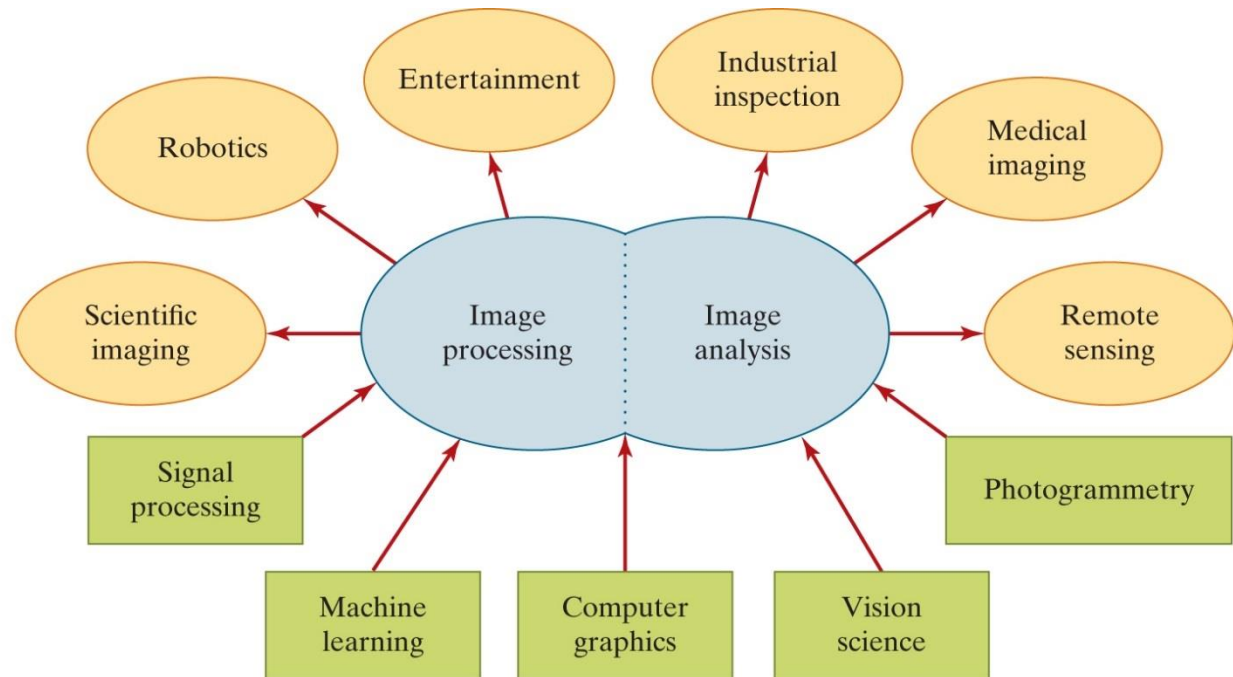 Entertainment
Industrial
inspection
Robotics
Medical
imaging
Scientific
imaging
Image
processing
Image
analysis
Remote
sensing
Signal
processing
Photogrammetry
Machine
learning
Computer
graphics
Vision
science